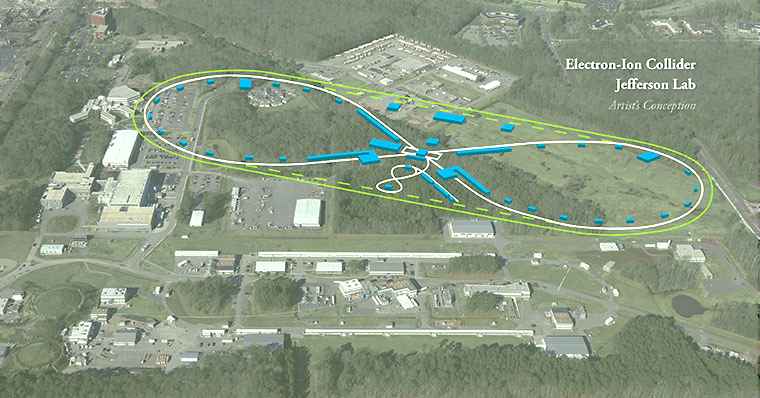 Electron-Ion Collider
Jefferson Lab
Artist's Conception